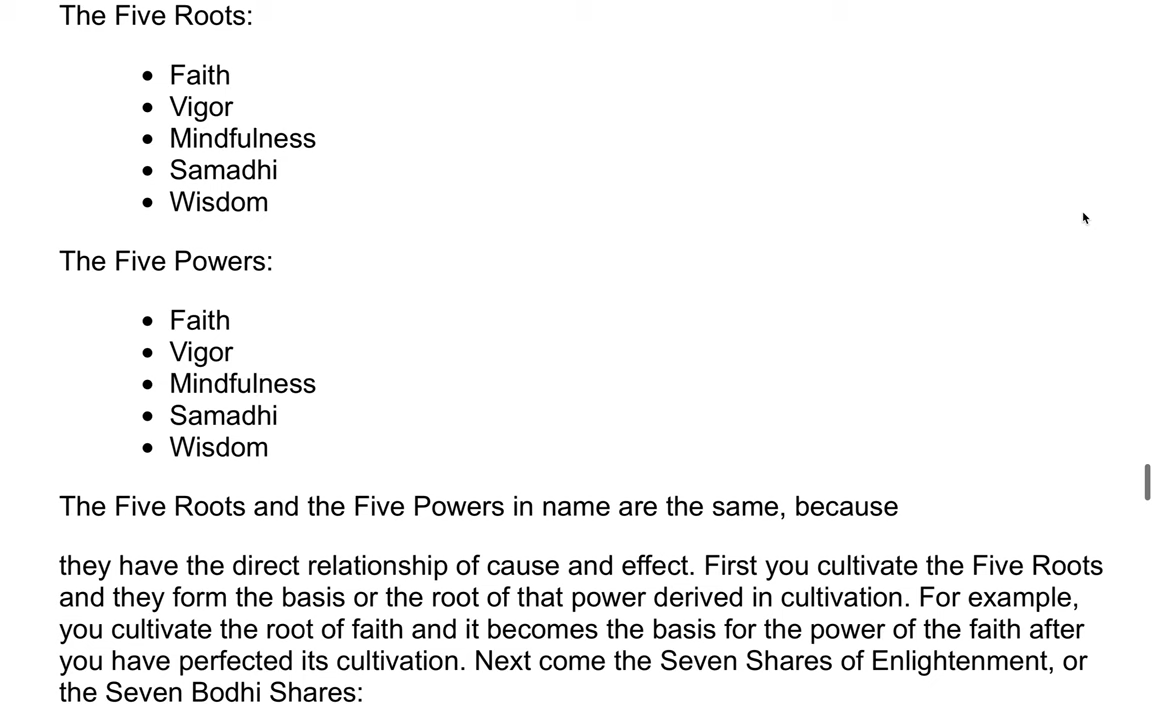 The Five Roots:
• Faith
• Vigor
• Mindfulness
• Samadhi
• Wisdom
The Five Powers:
• Faith
• Vigor
• Mindfulness
• Samadhi
• Wisdom
The Five Roots and the Five Powers in name are the same, because
they have the direct relationship of cause and effect. First you cultivate the Five Roots
and they form the basis or the root of that power derived in cultivation. For example,
you cultivate the root of faith and it becomes the basis for the power of the faith after
you have perfected its cultivation. Next come the Seven Shares of Enlightenment, or
the Seven Bodhi Shares: